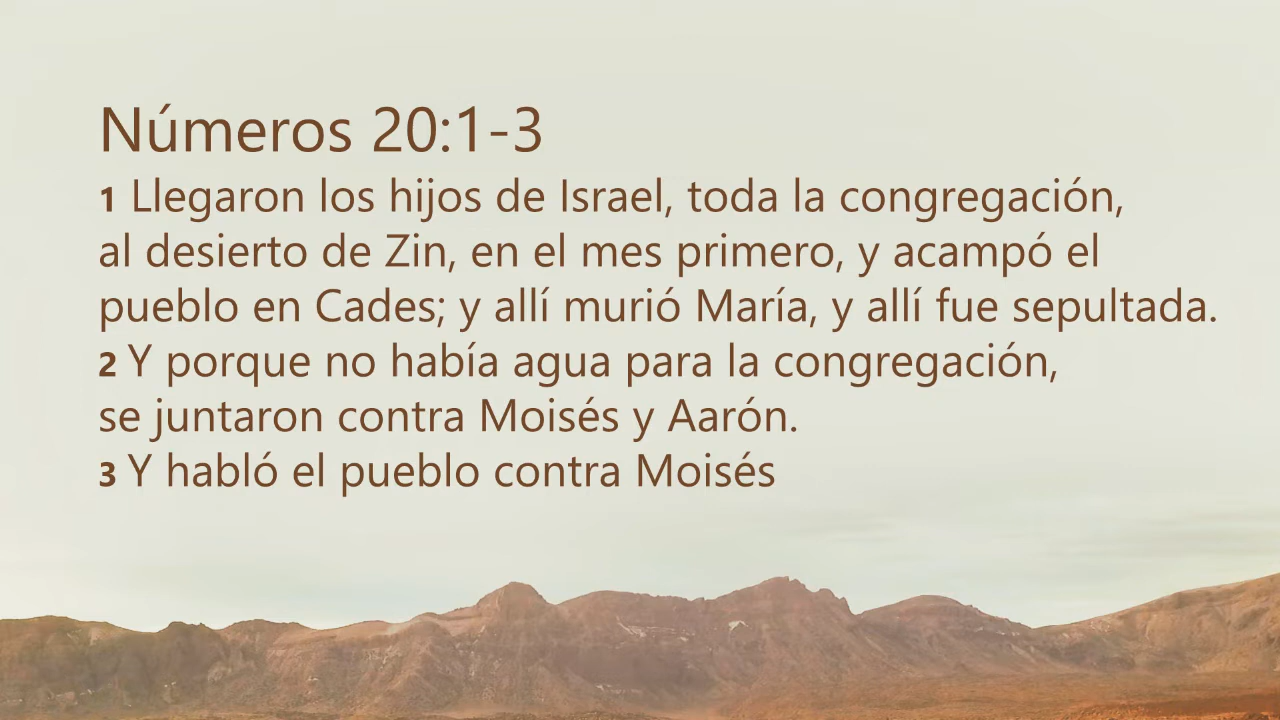 Números 20:1-3
1 Llegaron los hijos de Israel, toda la congregación,
al desierto de Zin, en el mes primero, y acampó el
pueblo en Cades; y allí murió María, y allí fue sepultada.
2 Y porque no había agua para la congregación,
se juntaron contra Moisés y Aarón.
3 Y habló el pueblo contra Moisés